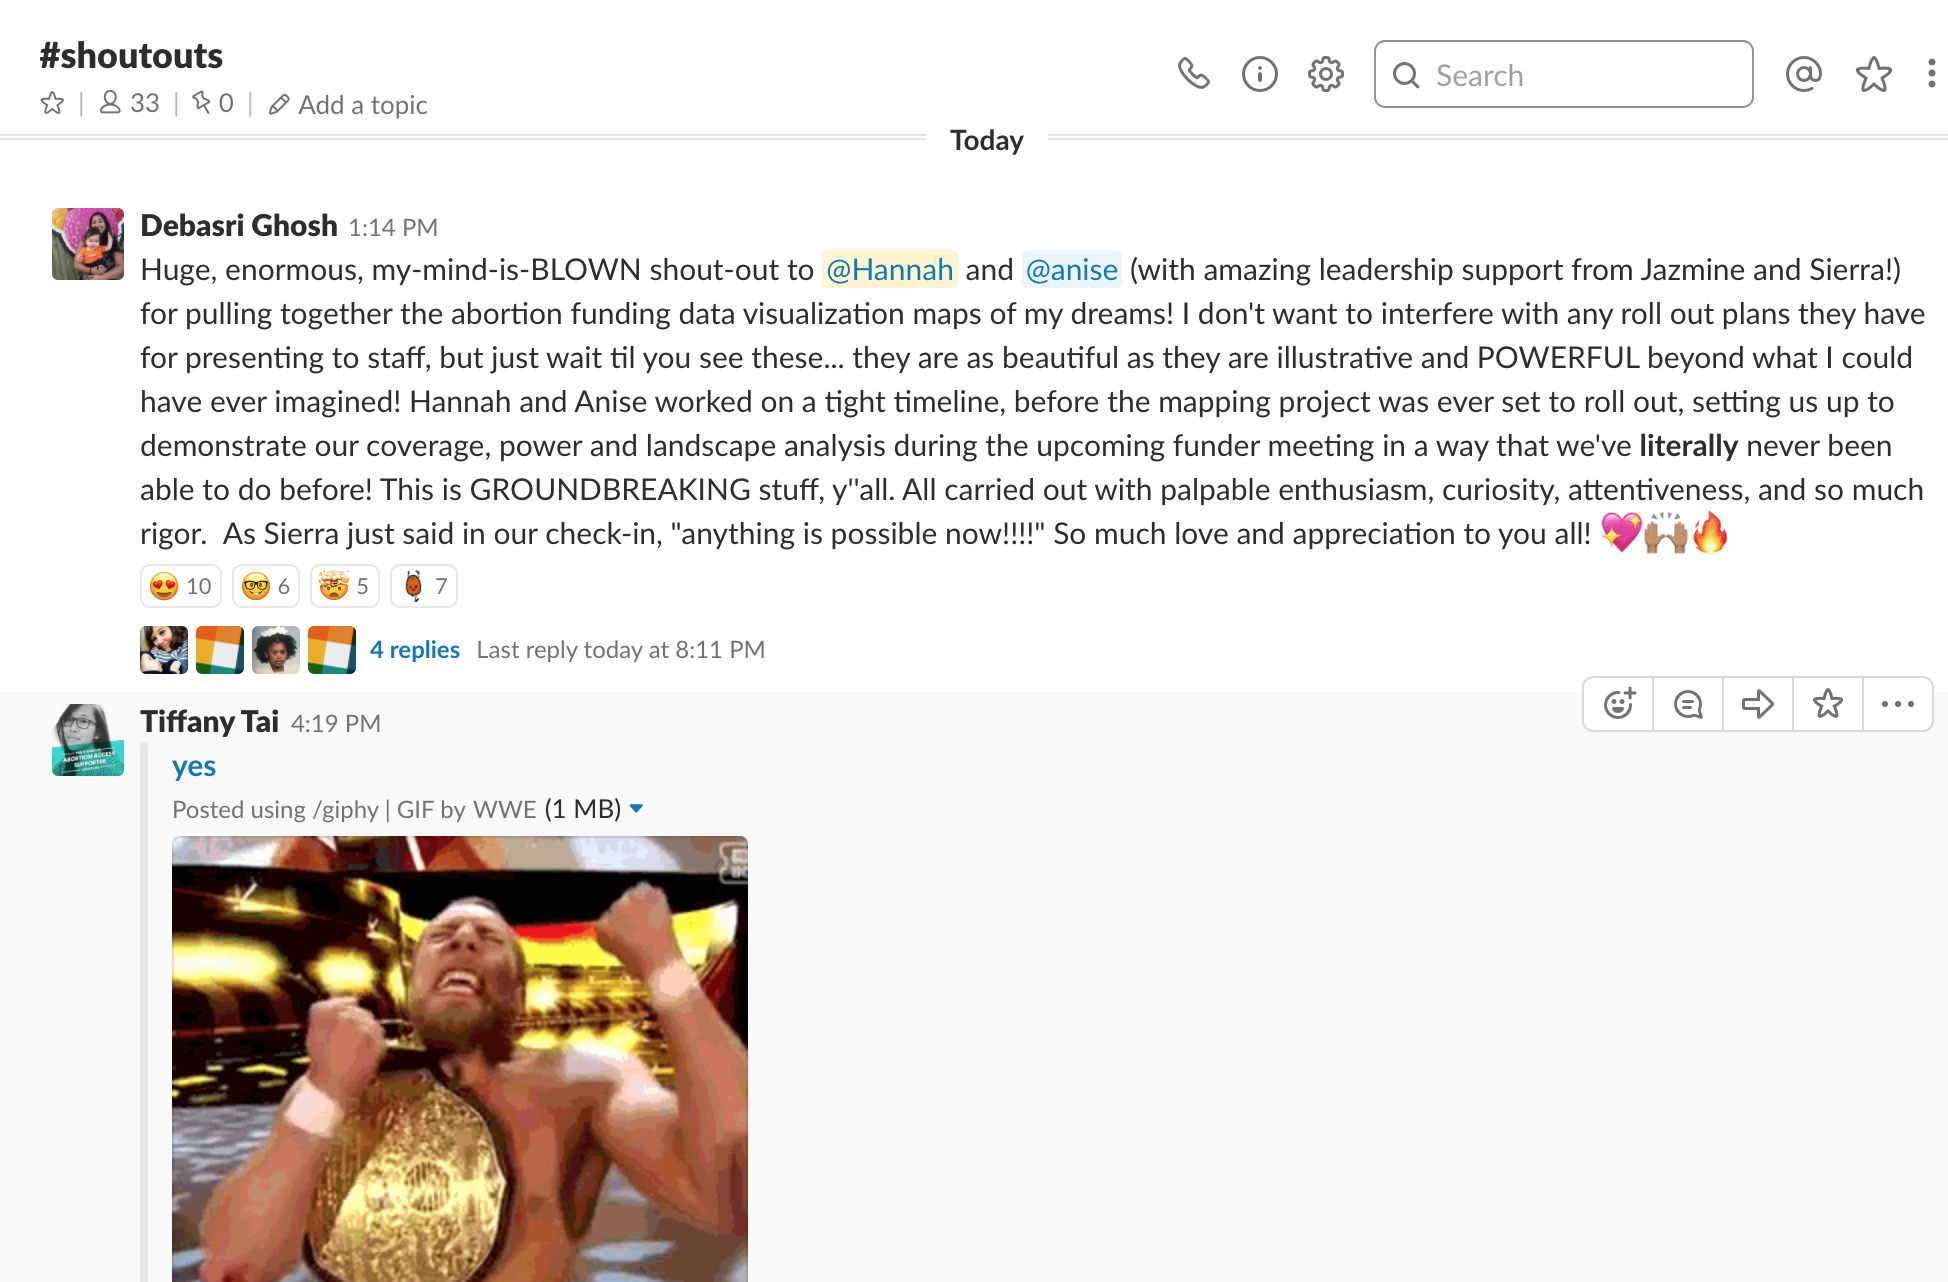 #shoutouts
33 | 0 | Add a topic
Search
Today
Debasri Ghosh 1:14 PM
Huge, enormous, my-mind-is-BLOWN shout-out to @Hannah and @anise (with amazing leadership support from Jazmine and Sierra!)
for pulling together the abortion funding data visualization maps of my dreams! I don't want to interfere with any roll out plans they have
for presenting to staff, but just wait til you see these... they are as beautiful as they are illustrative and POWERFUL beyond what I could
have ever imagined! Hannah and Anise worked on a tight timeline, before the mapping project was ever set to roll out, setting us up to
demonstrate our coverage, power and landscape analysis during the upcoming funder meeting in a way that we've literally never been
able to do before! This is GROUNDBREAKING stuff, y''all. All carried out with palpable enthusiasm, curiosity, attentiveness, and so much
rigor.  As Sierra just said in our check-in, "anything is possible now!!!!" So much love and appreciation to you all! 💖🙌🏽🔥
😍 10 🤓 6 🤯 5 7
4 replies Last reply today at 8:11 PM
Tiffany Tai 4:19 PM
ABORTION ACCESS
SUPPORTER
yes
Posted using /giphy | GIF by WWE (1 MB)